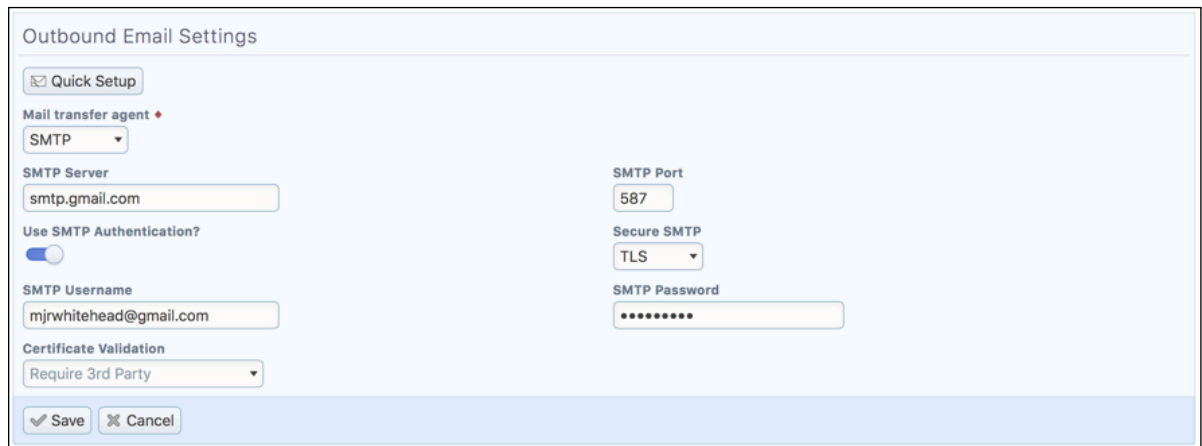 Outbound Email Settings
Quick Setup
Mail transfer agent ♦
SMTP
SMTP Server
SMTP Port
smtp.gmail.com
587
Use SMTP Authentication?
Secure SMTP
TLS
SMTP Username
SMTP Password
mjrwhitehead@gmail.com
•••••••••
Certificate Validation
Require 3rd Party
Save
Cancel